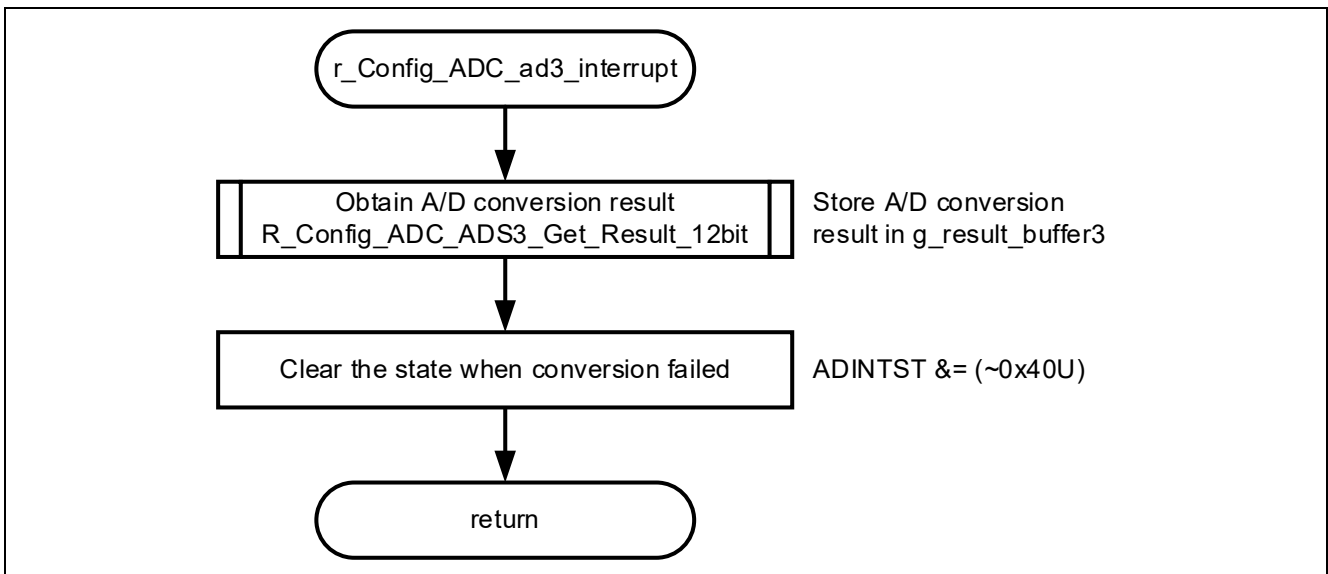 r_Config_ADC_ad3_interrupt
Obtain A/D conversion result
R_Config_ADC_ADS3_Get_Result_12bit
Store A/D conversion
result in g_result_buffer3
Clear the state when conversion failed
ADINTST &= (~0x40U)
return